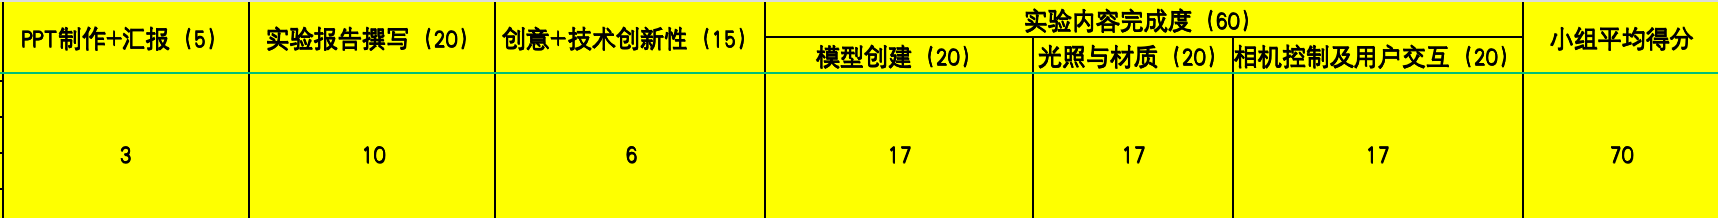 PPT制作+汇报（5）
实验报告撰写（20）
创意+技术创新性（15）
实验内容完成度（60）
小组平均得分
模型创建（20）
光照与材质（20）
相机控制及用户交互（20）
3
10
6
17
17
17
70